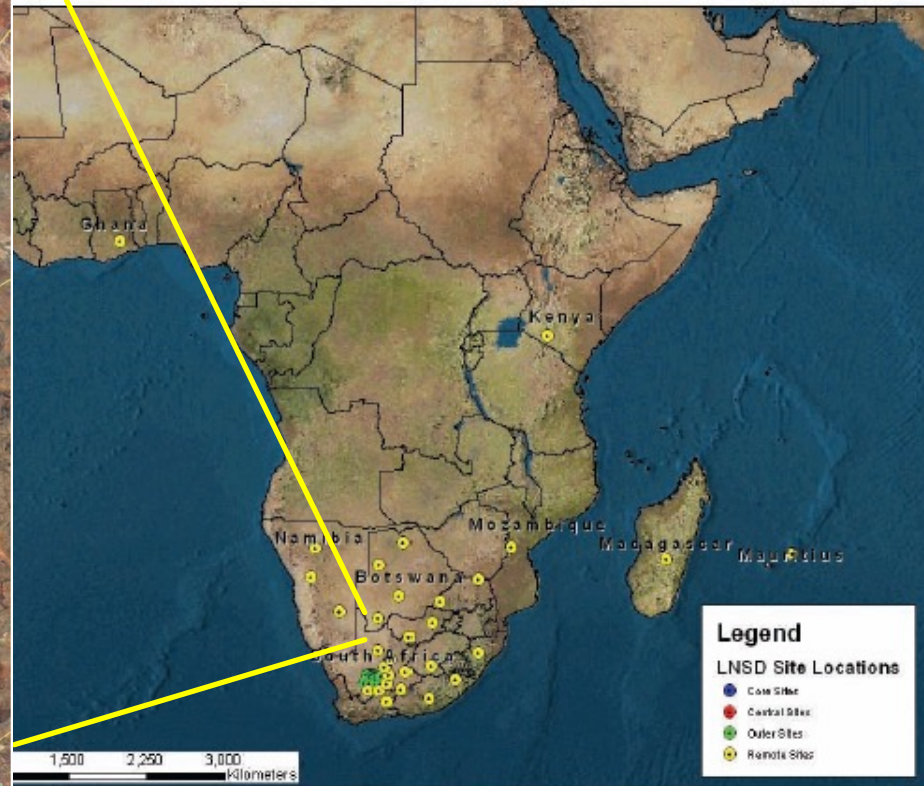 Ghana
Kenya
Mozambique
Namibia
Madagascar
Mauritius
Botswana
South Africa
Legend
LNSD Site Locations
Core Sites
Central Sites
Outer Sites
Remote Sites
1,500 2,250 3,000
Kilometers